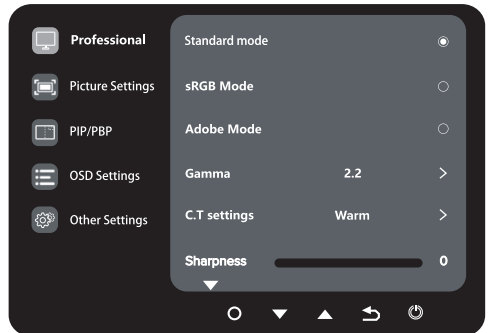 Professional
Picture Settings
PIP/PBP
OSD Settings
Other Settings
Standard mode
sRGB Mode
Adobe Mode
Gamma 2.2
C.T settings Warm
Sharpness 0